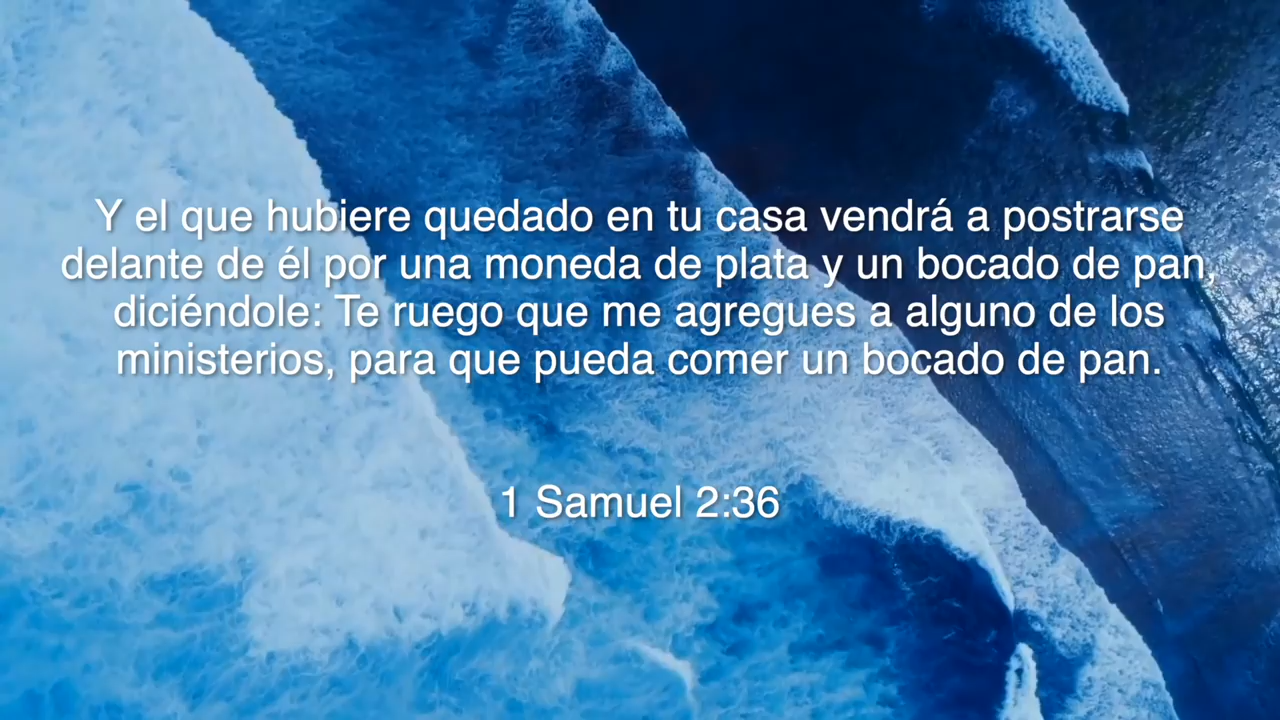 Y el que hubiere quedado en tu casa vendrá a postrarse
delante de él por una moneda de plata y un bocado de pan,
diciéndole: Te ruego que me agregues a alguno de los
ministerios, para que pueda comer un bocado de pan.
1 Samuel 2:36